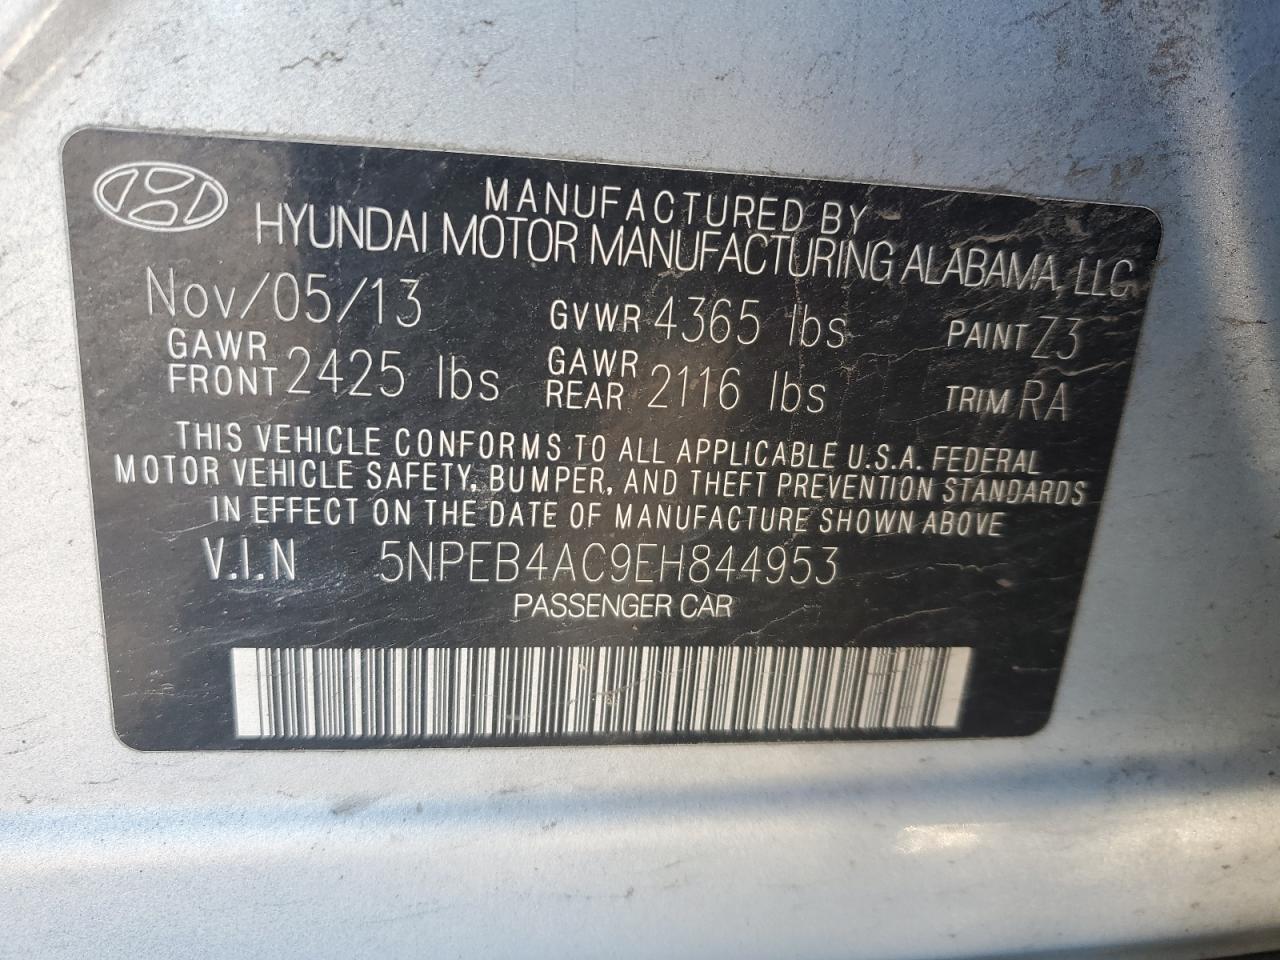 MANUFACTURED BY
HYUNDAI MOTOR MANUFACTURING ALABAMA, LLC
Nov/05/13 GVWR 4365 lbs PAINT Z3
GAWR FRONT 2425 lbs GAWR REAR 2116 lbs TRIM RA
THIS VEHICLE CONFORMS TO ALL APPLICABLE U.S.A. FEDERAL
MOTOR VEHICLE SAFETY, BUMPER, AND THEFT PREVENTION STANDARDS
IN EFFECT ON THE DATE OF MANUFACTURE SHOWN ABOVE
V.I.N 5NPEB4AC9EH844953
PASSENGER CAR